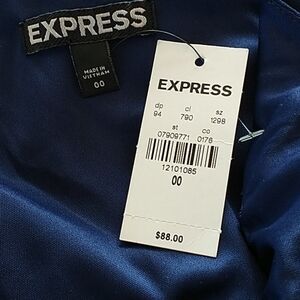 EXPRESS
MADE IN
VIETNAM
00
EXPRESS
dp cl sz
94 790 1298
st co
07909771 0176
12101085
00
$88.00